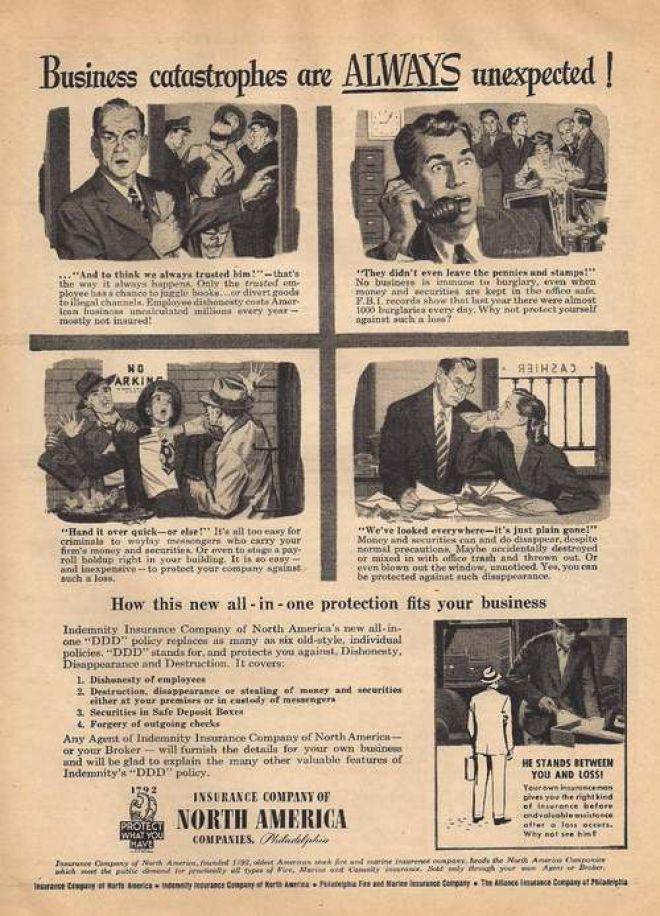 Business catastrophes are ALWAYS unexpected !
..."And to think we always trusted him!"—that's
the way it always happens. Only the trusted em-
ployee has a chance to juggle books...or divert goods
to illegal channels. Employee dishonesty costs Amer-
ican business uncalculated millions every year—
mostly not insured!
"They didn't even leave the pennies and stamps!"
No business is immune to burglary, even when
money and securities are kept in the office safe.
F.B.I. records show that last year there were almost
1000 burglaries every day. Why not protect yourself
against such a loss?
NO
PARKING
"Hand it over quick—or else!" It's all too easy for
criminals to waylay messengers who carry your
firm's money and securities. Or even to stage a pay-
roll holdup right in your building. It is so easy—
and inexpensive—to protect your company against
such a loss.
CASHIER
"We've looked everywhere—it's just plain gone!"
Money and securities can and do disappear, despite
normal precautions. Maybe accidentally destroyed
or mixed in with office trash and thrown out. Or
even blown out the window, unnoticed. Yes, you can
be protected against such disappearance.
How this new all-in-one protection fits your business
Indemnity Insurance Company of North America's new all-in-
one "DDD" policy replaces as many as six old-style, individual
policies. "DDD" stands for, and protects you against, Dishonesty,
Disappearance and Destruction. It covers:
1. Dishonesty of employees
2. Destruction, disappearance or stealing of money and securities
either at your premises or in custody of messengers
3. Securities in Safe Deposit Boxes
4. Forgery of outgoing checks
Any Agent of Indemnity Insurance Company of North America—
or your Broker — will furnish the details for your own business
and will be glad to explain the many other valuable features of
Indemnity's "DDD" policy.
1792
PROTECT
WHAT YOU
HAVE
INSURANCE COMPANY OF
NORTH AMERICA
COMPANIES, Philadelphia
HE STANDS BETWEEN
YOU AND LOSS!
Your own insurance man
gives you the right kind
of insurance before
and valuable assistance
after a loss occurs.
Why not see him?
Insurance Company of North America, founded 1792, oldest American stock fire and marine insurance company, heads the North America Companies
which meet the public demand for practically all types of Fire, Marine and Casualty insurance. Sold only through your own Agent or Broker.
Insurance Company of North America • Indemnity Insurance Company of North America • Philadelphia Fire and Marine Insurance Company • The Alliance Insurance Company of Philadelphia